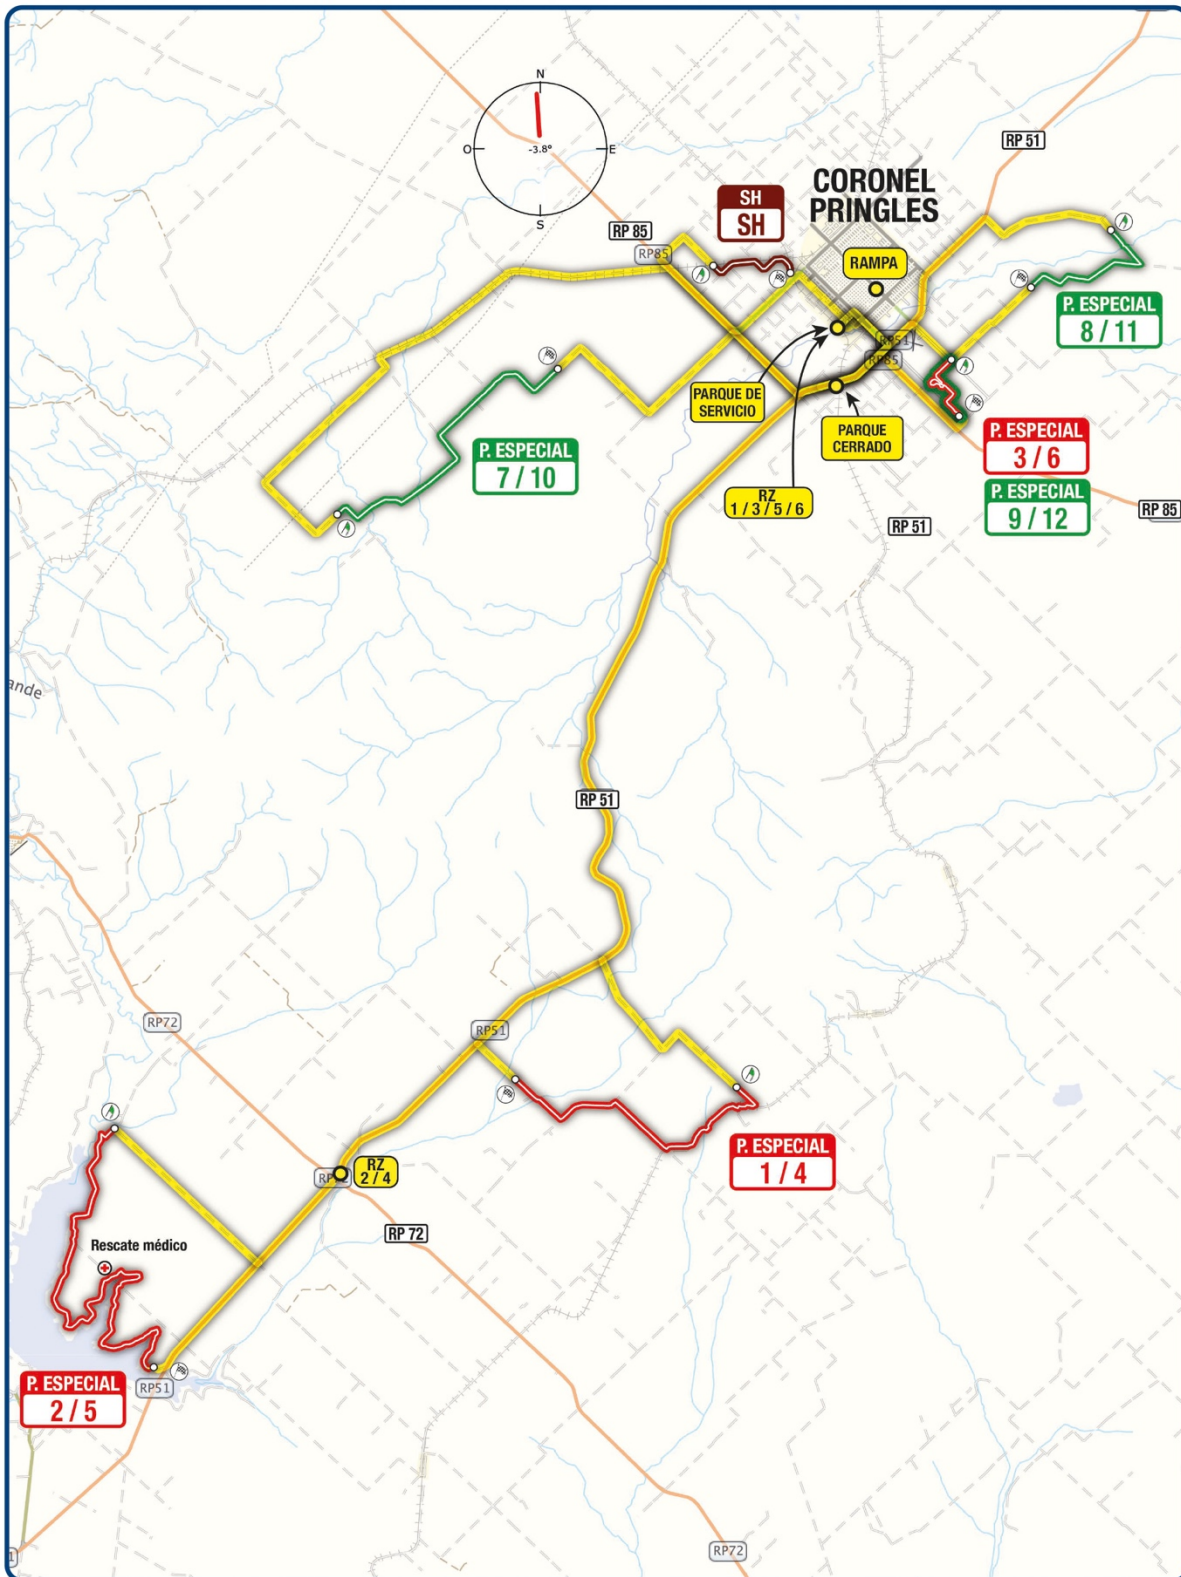 N
O
E
-3.8°
S
RP 51
SH
SH
CORONEL
PRINGLES
RP 85
RP85
RAMPA
P. ESPECIAL
8 / 11
RP51
RP85
PARQUE DE
SERVICIO
PARQUE
CERRADO
P. ESPECIAL
3 / 6
P. ESPECIAL
7 / 10
RZ
1 / 3 / 5 / 6
P. ESPECIAL
9 / 12
RP 85
RP 51
ande
RP 51
RP72
RP51
P. ESPECIAL
1 / 4
RZ
2 / 4
RP 72
Rescate médico
P. ESPECIAL
2 / 5
RP51
RP72